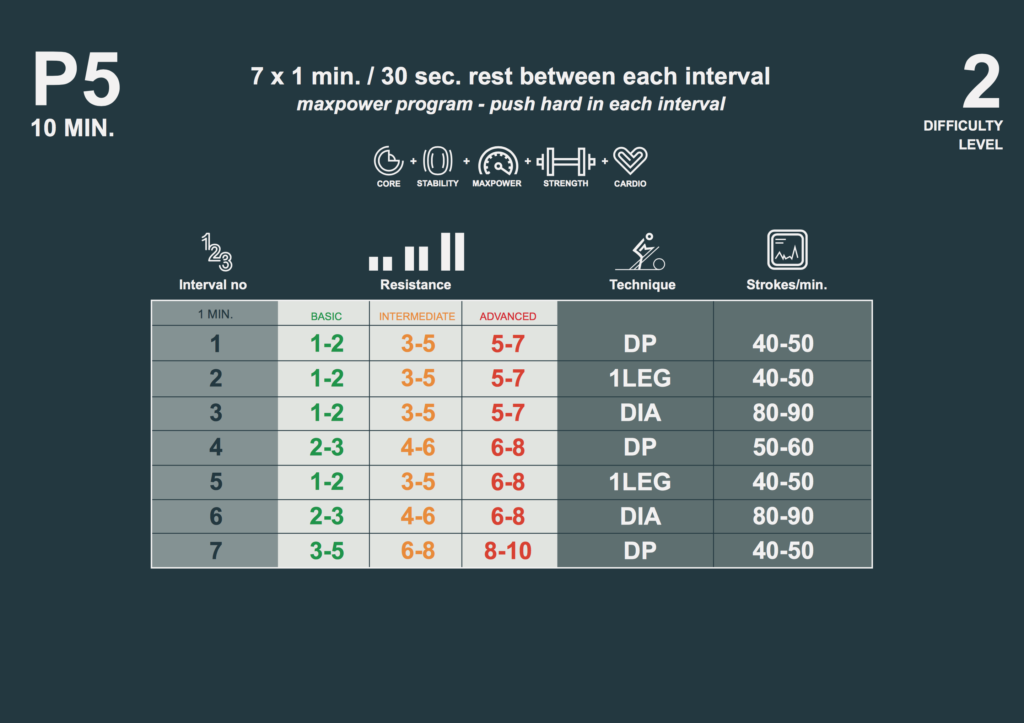 P5
10 MIN.
7 x 1 min. / 30 sec. rest between each interval
maxpower program - push hard in each interval
2
DIFFICULTY
LEVEL
CORE + STABILITY + MAXPOWER + STRENGTH + CARDIO
123
Interval no Resistance Technique Strokes/min.
1 MIN. BASIC INTERMEDIATE ADVANCED
1 1-2 3-5 5-7 DP 40-50
2 1-2 3-5 5-7 1LEG 40-50
3 1-2 3-5 5-7 DIA 80-90
4 2-3 4-6 6-8 DP 50-60
5 1-2 3-5 6-8 1LEG 40-50
6 2-3 4-6 6-8 DIA 80-90
7 3-5 6-8 8-10 DP 40-50